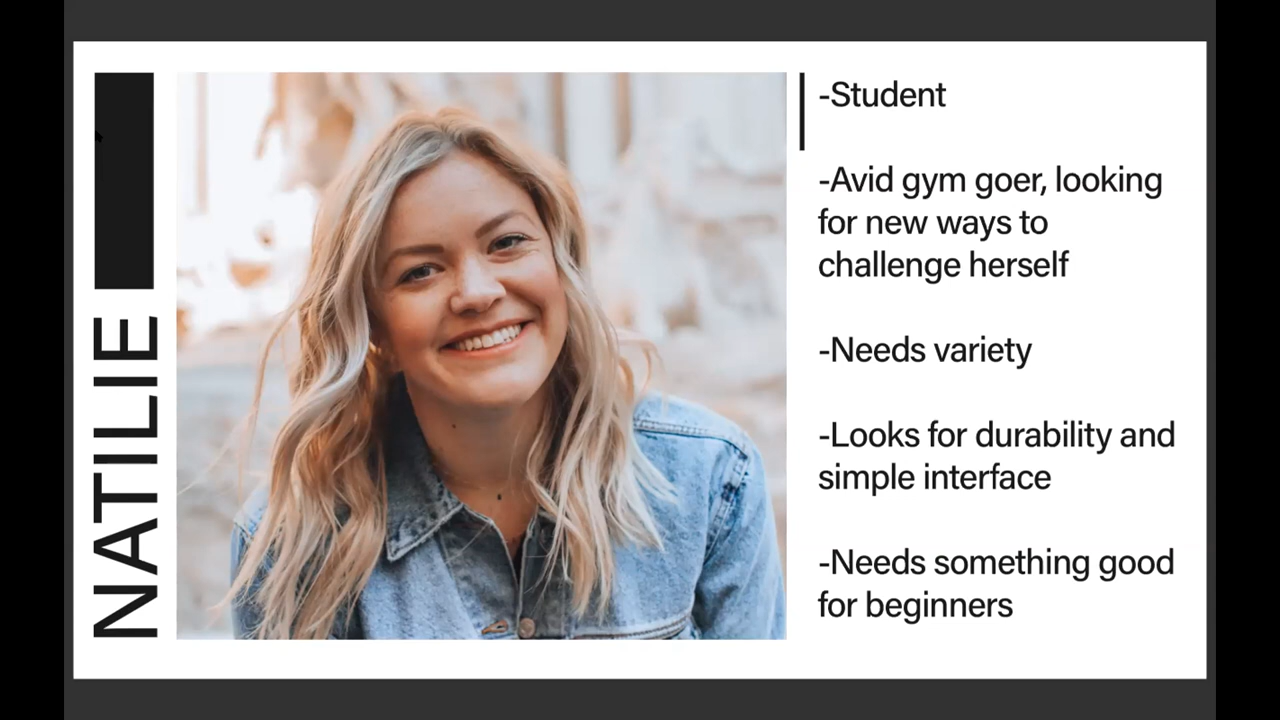 NATILIE
-Student
-Avid gym goer, looking
for new ways to
challenge herself
-Needs variety
-Looks for durability and
simple interface
-Needs something good
for beginners